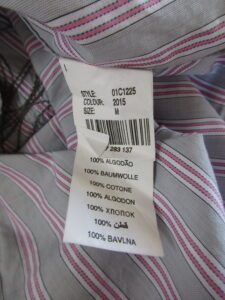 STYLE: 01C1225
COLOUR: 2015
SIZE: M
283 137
100% ALGODÃO
100% BAUMWOLLE
100% COTONE
100% ALGODON
100% ХЛОПОК
100% قطن
100% BAVLNA